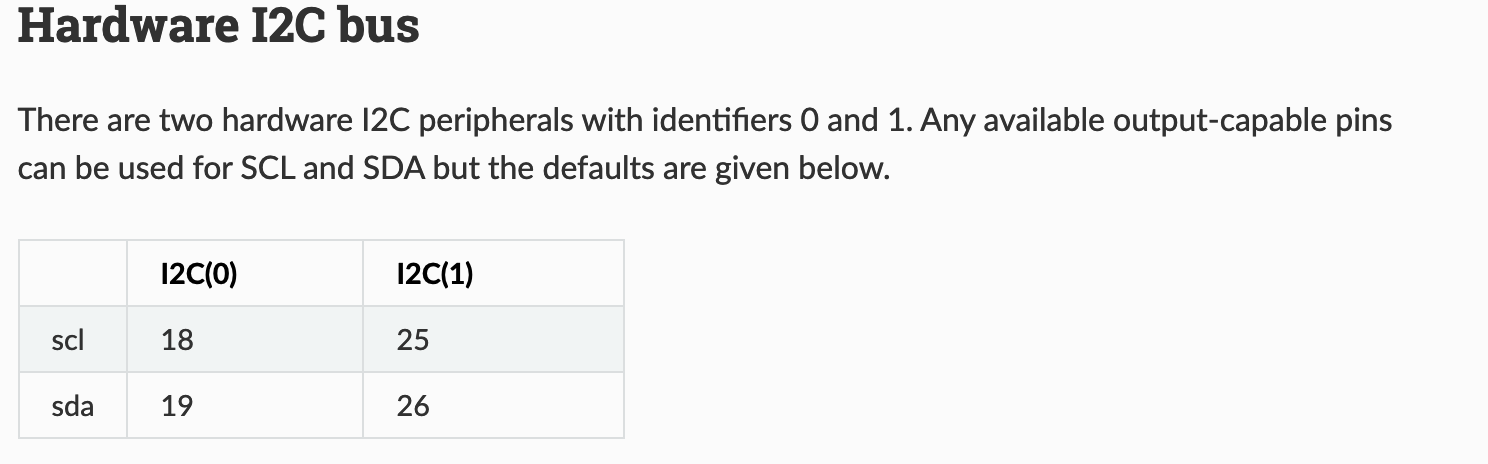 Hardware I2C bus
There are two hardware I2C peripherals with identifiers 0 and 1. Any available output-capable pins
can be used for SCL and SDA but the defaults are given below.
I2C(0) I2C(1)
scl 18 25
sda 19 26